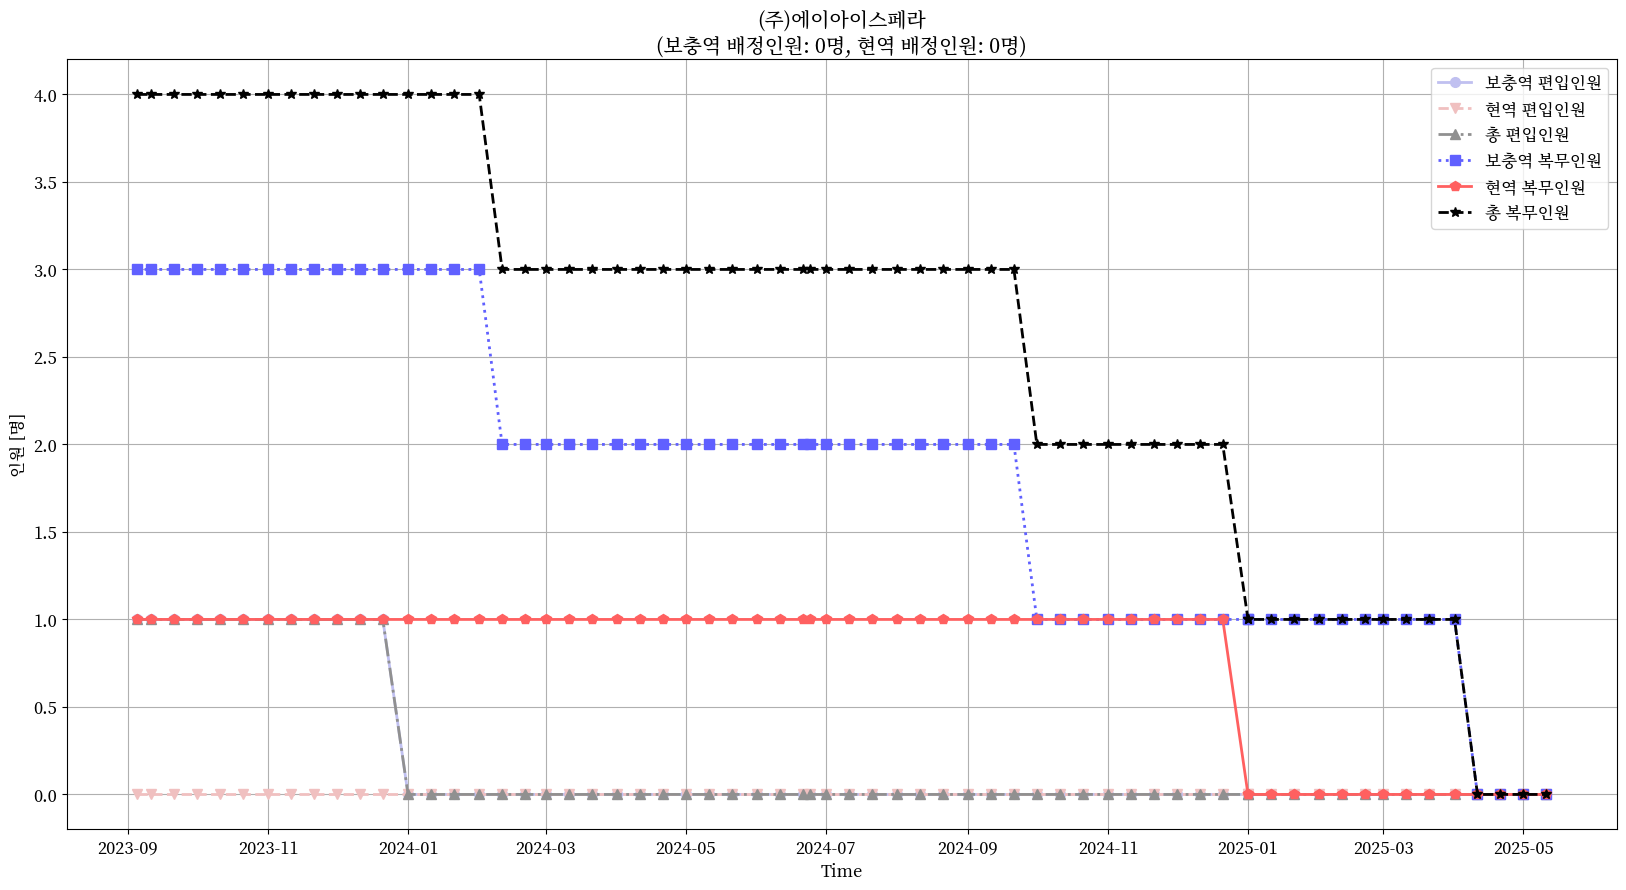 (주)에이아이스페라
(보충역 배정인원: 0명, 현역 배정인원: 0명)
보충역 편입인원
현역 편입인원
총 편입인원
보충역 복무인원
현역 복무인원
총 복무인원
인원 [명]
4.0
3.5
3.0
2.5
2.0
1.5
1.0
0.5
0.0
2023-09 2023-11 2024-01 2024-03 2024-05 2024-07 2024-09 2024-11 2025-01 2025-03 2025-05
Time